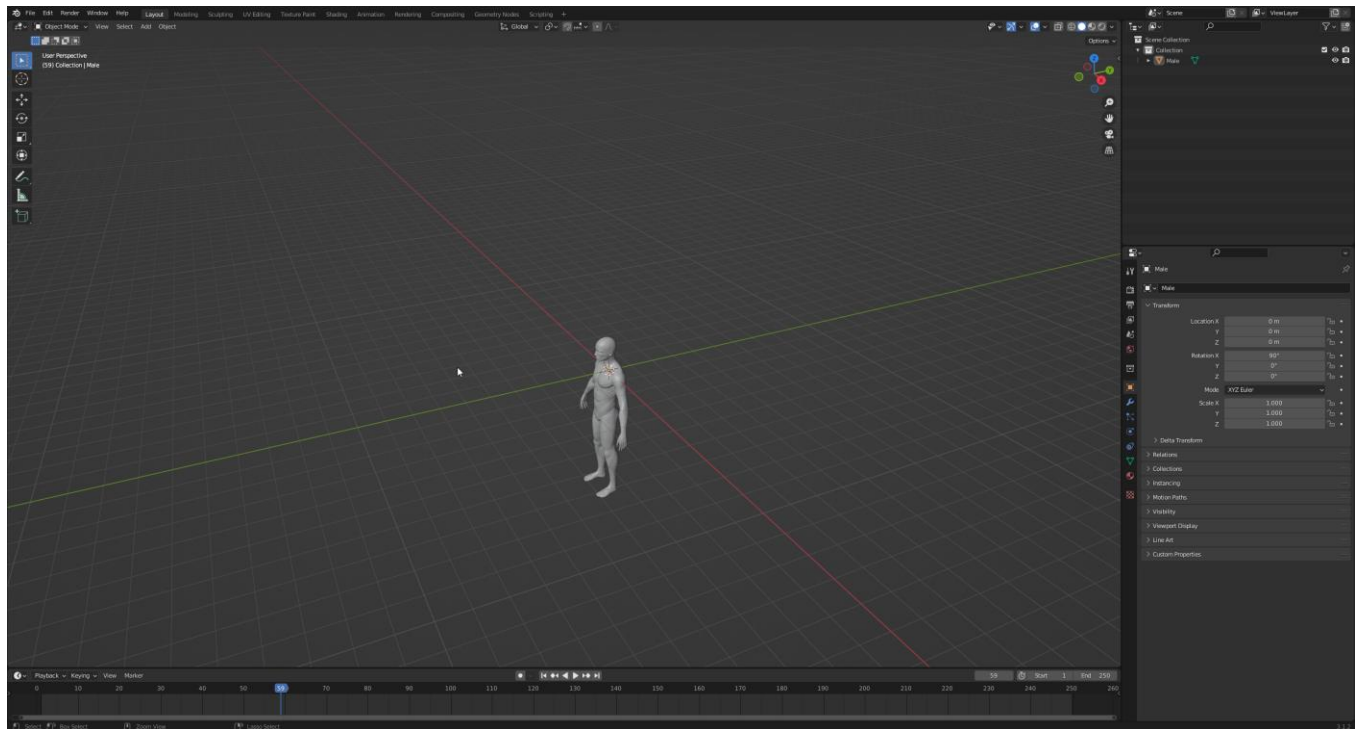 File Edit Render Window Help Layout Modeling Sculpting UV Editing Texture Paint Shading Animation Rendering Compositing Geometry Nodes Scripting + Scene ViewLayer
Object Mode View Select Add Object Global
Options
User Perspective
(59) Collection | Male
Scene Collection
Collection
Male
Male
Male
Transform
Location X 0 m
Y 0 m
Z 0 m
Rotation X 90°
Y 0°
Z 0°
Mode XYZ Euler
Scale X 1.000
Y 1.000
Z 1.000
Delta Transform
Relations
Collections
Instancing
Motion Paths
Visibility
Viewport Display
Line Art
Custom Properties
Z
Y
X
Playback Keying View Marker 59 Start 1 End 250
0 10 20 30 40 50 59 70 80 90 100 110 120 130 140 150 160 170 180 190 200 210 220 230 240 250 260
Select Box Select Zoom View Lasso Select 3.1.2